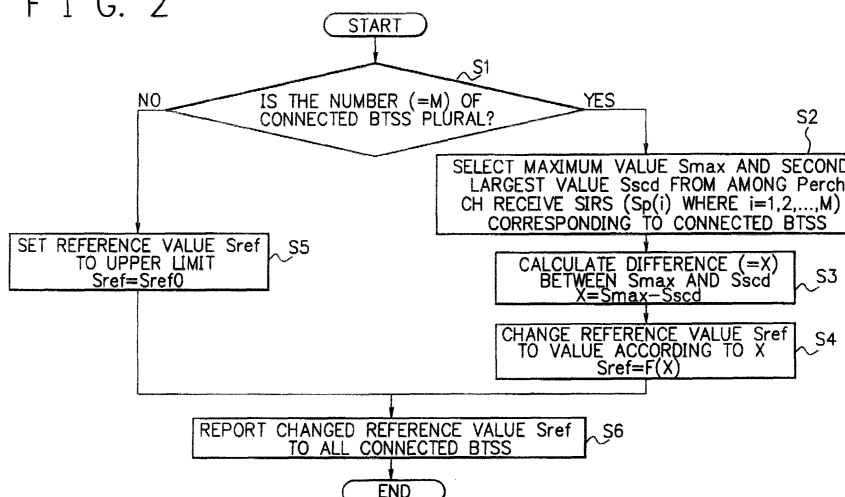 F I G. 2
START
S1
IS THE NUMBER (=M) OF
CONNECTED BTSS PLURAL?
NO
YES
S2
SELECT MAXIMUM VALUE Smax AND SECOND
LARGEST VALUE Sscd FROM AMONG Perch
CH RECEIVE SIRS (Sp(i) WHERE i=1,2,...,M)
CORRESPONDING TO CONNECTED BTSS
SET REFERENCE VALUE Sref
TO UPPER LIMIT
Sref=Sref0
S5
CALCULATE DIFFERENCE (=X)
BETWEEN Smax AND Sscd
X=Smax-Sscd
S3
CHANGE REFERENCE VALUE Sref
TO VALUE ACCORDING TO X
Sref=F(X)
S4
REPORT CHANGED REFERENCE VALUE Sref
TO ALL CONNECTED BTSS
S6
END